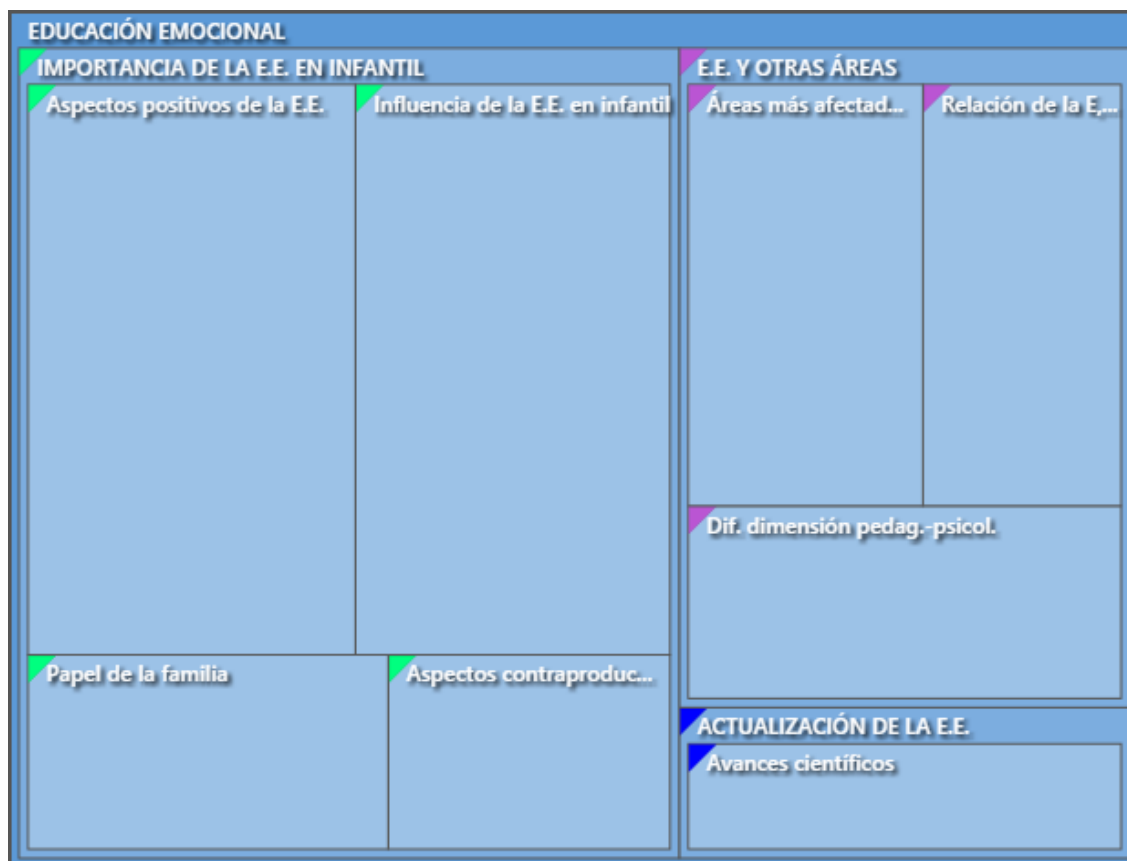 EDUCACIÓN EMOCIONAL
IMPORTANCIA DE LA E.E. EN INFANTIL
Aspectos positivos de la E.E.
Influencia de la E.E. en infantil
Papel de la familia
Aspectos contraproduc...
E.E. Y OTRAS ÁREAS
Áreas más afectad...
Relación de la E,...
Dif. dimensión pedag.-psicol.
ACTUALIZACIÓN DE LA E.E.
Avances científicos